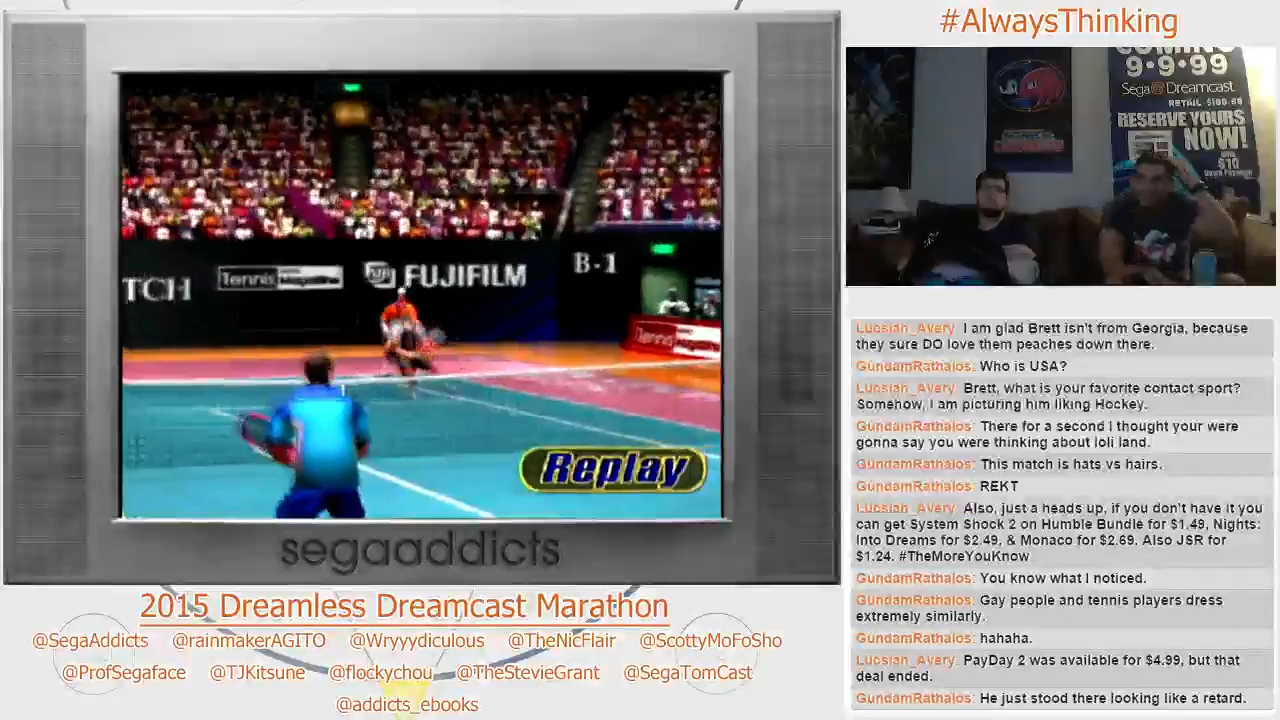 #AlwaysThinking
COMING
9•9•99
Sega Dreamcast
RESERVE YOURS
NOW!
$10
TCH
Tennis
FUJIFILM
B-1
Replay
segaaddicts
2015 Dreamless Dreamcast Marathon
@SegaAddicts @rainmakerAGITO @Wryyydiculous @TheNicFlair @ScottyMoFoSho
@ProfSegaface @TJKitsune @flockychou @TheStevieGrant @SegaTomCast
@addicts_ebooks
Lucsian_Avery: I am glad Brett isn't from Georgia, because
they sure DO love them peaches down there.
GundamRathalos: Who is USA?
Lucsian_Avery: Brett, what is your favorite contact sport?
Somehow, I am picturing him liking Hockey.
GundamRathalos: There for a second I thought your were
gonna say you were thinking about loli land.
GundamRathalos: This match is hats vs hairs.
GundamRathalos: REKT
Lucsian_Avery: Also, just a heads up, if you don't have it you
can get System Shock 2 on Humble Bundle for $1.49, Nights:
Into Dreams for $2.49, & Monaco for $2.69. Also JSR for
$1.24. #TheMoreYouKnow
GundamRathalos: You know what I noticed.
GundamRathalos: Gay people and tennis players dress
extremely similarly.
GundamRathalos: hahaha.
Lucsian_Avery: PayDay 2 was available for $4.99, but that
deal ended.
GundamRathalos: He just stood there looking like a retard.